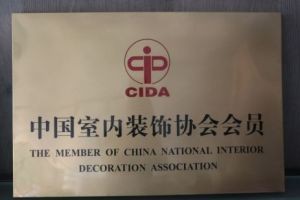 CIDA
中国室内装饰协会会员
THE MEMBER OF CHINA NATIONAL INTERIOR
DECORATION ASSOCIATION